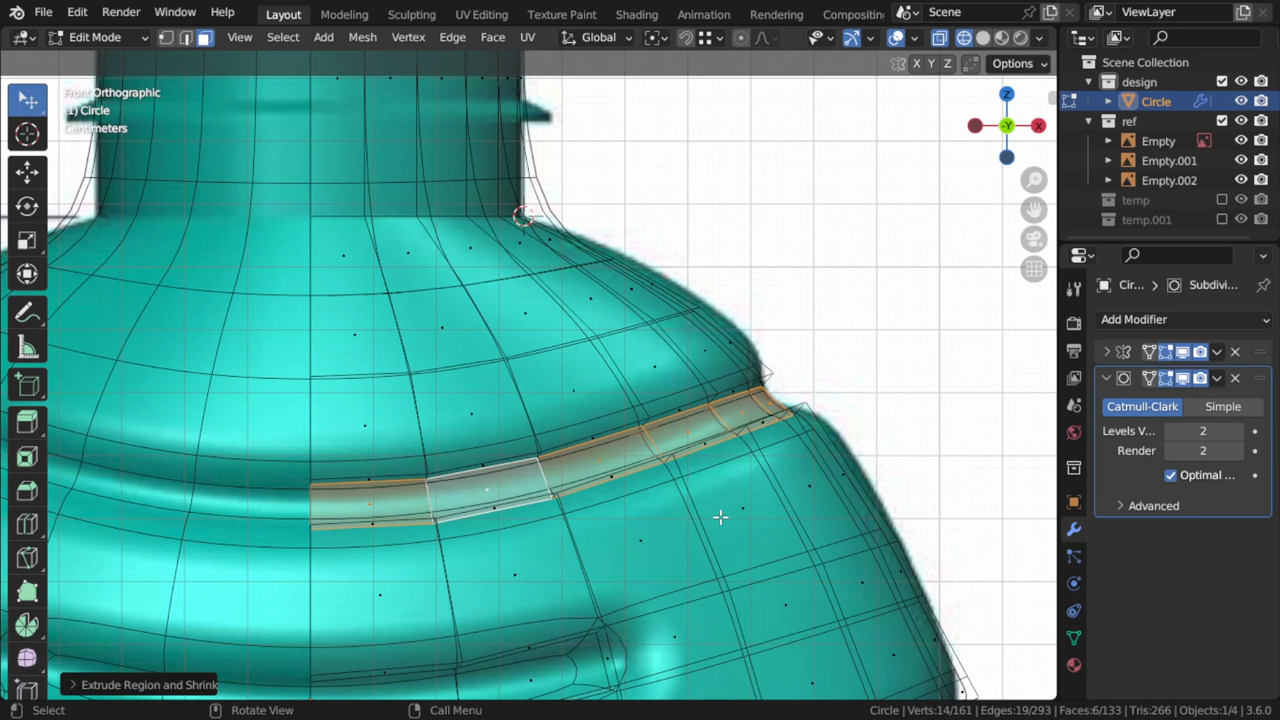 File Edit Render Window Help Layout Modeling Sculpting UV Editing Texture Paint Shading Animation Rendering Compositing Scene ViewLayer
Edit Mode View Select Add Mesh Vertex Edge Face UV Global
X Y Z Options
Front Orthographic
(1) Circle
Centimeters
Z
-Y X
Scene Collection
design
Circle
ref
Empty
Empty.001
Empty.002
temp
temp.001
Cir... Subdivi...
Add Modifier
Catmull-Clark Simple
Levels V... 2
Render 2
Optimal ...
Advanced
Extrude Region and Shrink
Select Rotate View Call Menu Circle | Verts:14/161 | Edges:19/293 | Faces:6/133 | Tris:266 | Objects:1/4 | 3.6.0